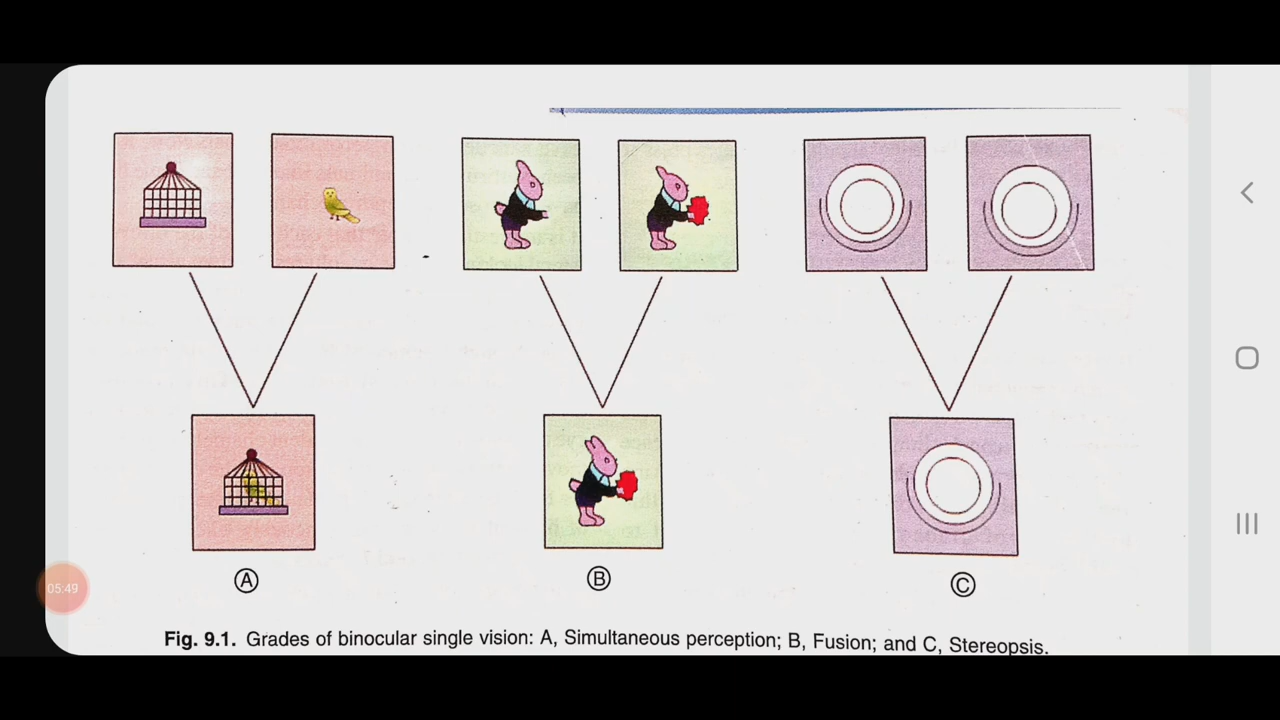 A
B
C
05:49
Fig. 9.1. Grades of binocular single vision: A, Simultaneous perception; B, Fusion; and C, Stereopsis.